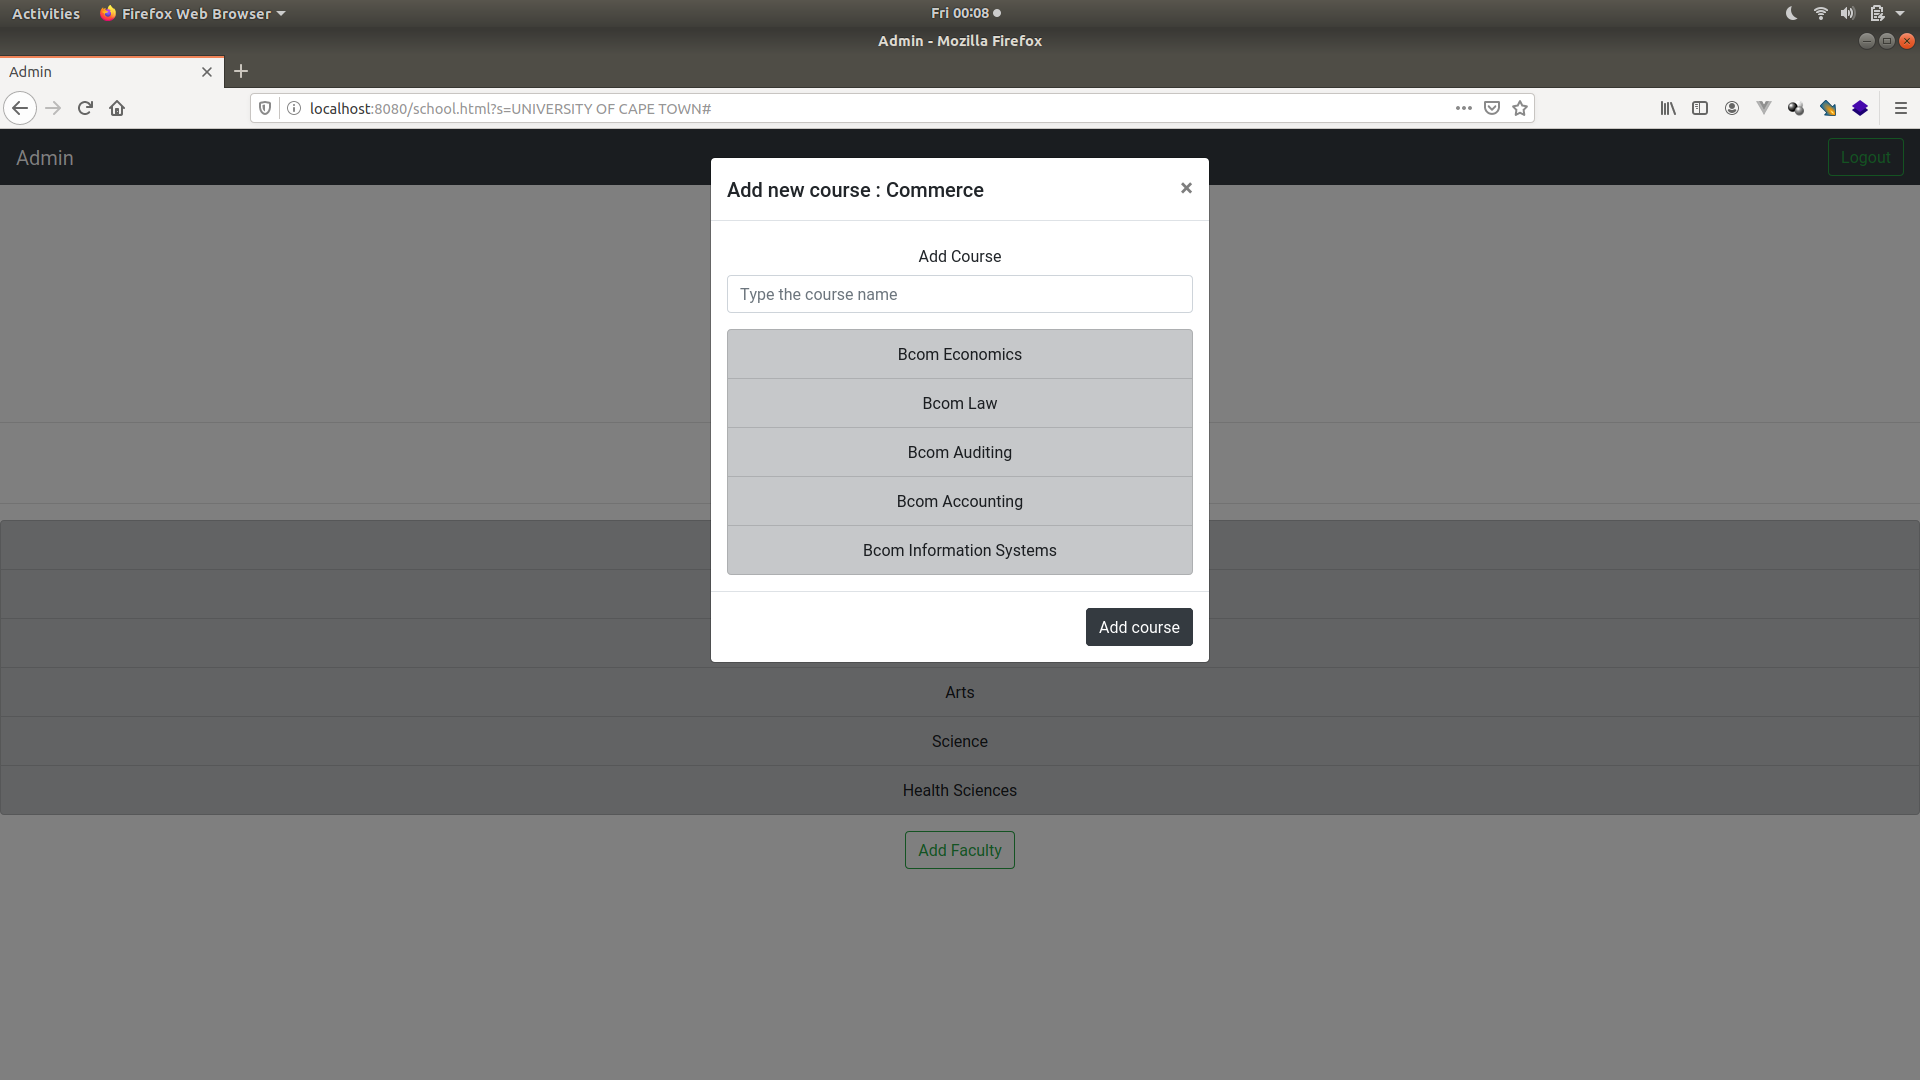 Activities Firefox Web Browser Fri 00:08
Admin - Mozilla Firefox
Admin
localhost:8080/school.html?s=UNIVERSITY OF CAPE TOWN#
Admin Logout
Add new course : Commerce ×
Add Course
Type the course name
Bcom Economics
Bcom Law
Bcom Auditing
Bcom Accounting
Bcom Information Systems
Add course
Arts
Science
Health Sciences
Add Faculty